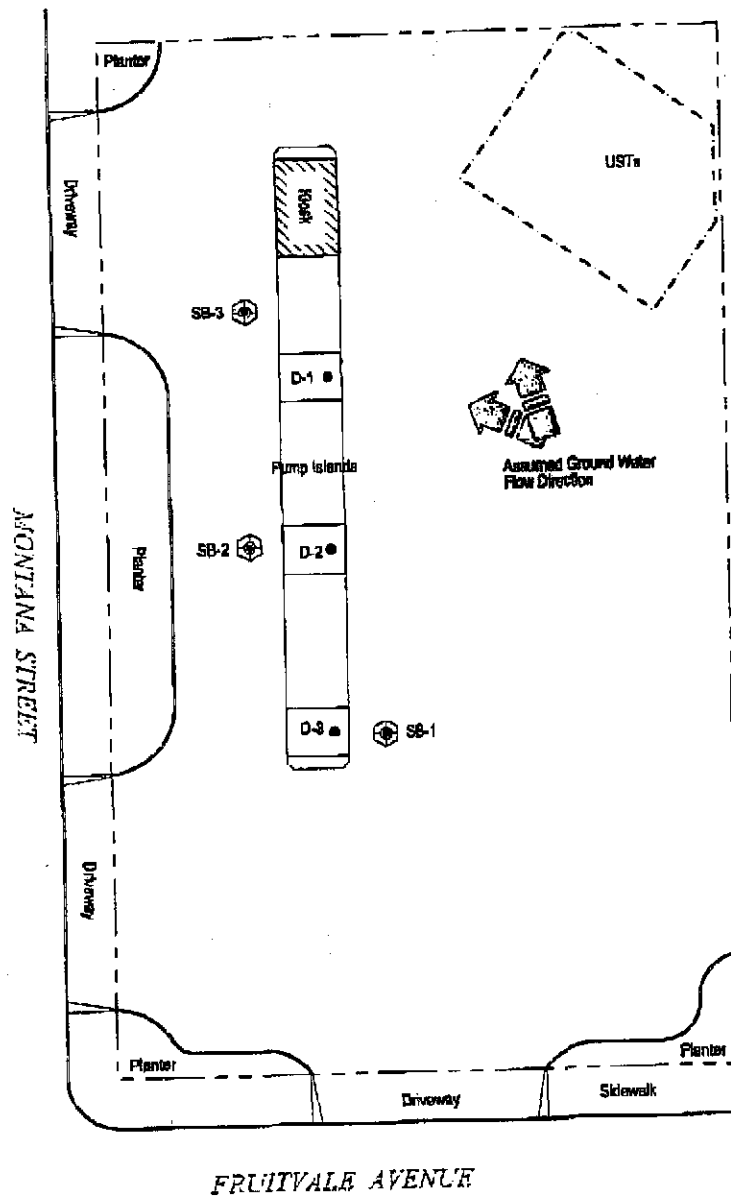 Planter
USTs
Driveway
Kiosk
SB-3
D-1
Assumed Ground Water
Flow Direction
Pump Islands
MONTANA STREET
Planter
SB-2
D-2
D-3
SB-1
Driveway
Planter
Planter
Driveway
Sidewalk
FRUITVALE AVENUE